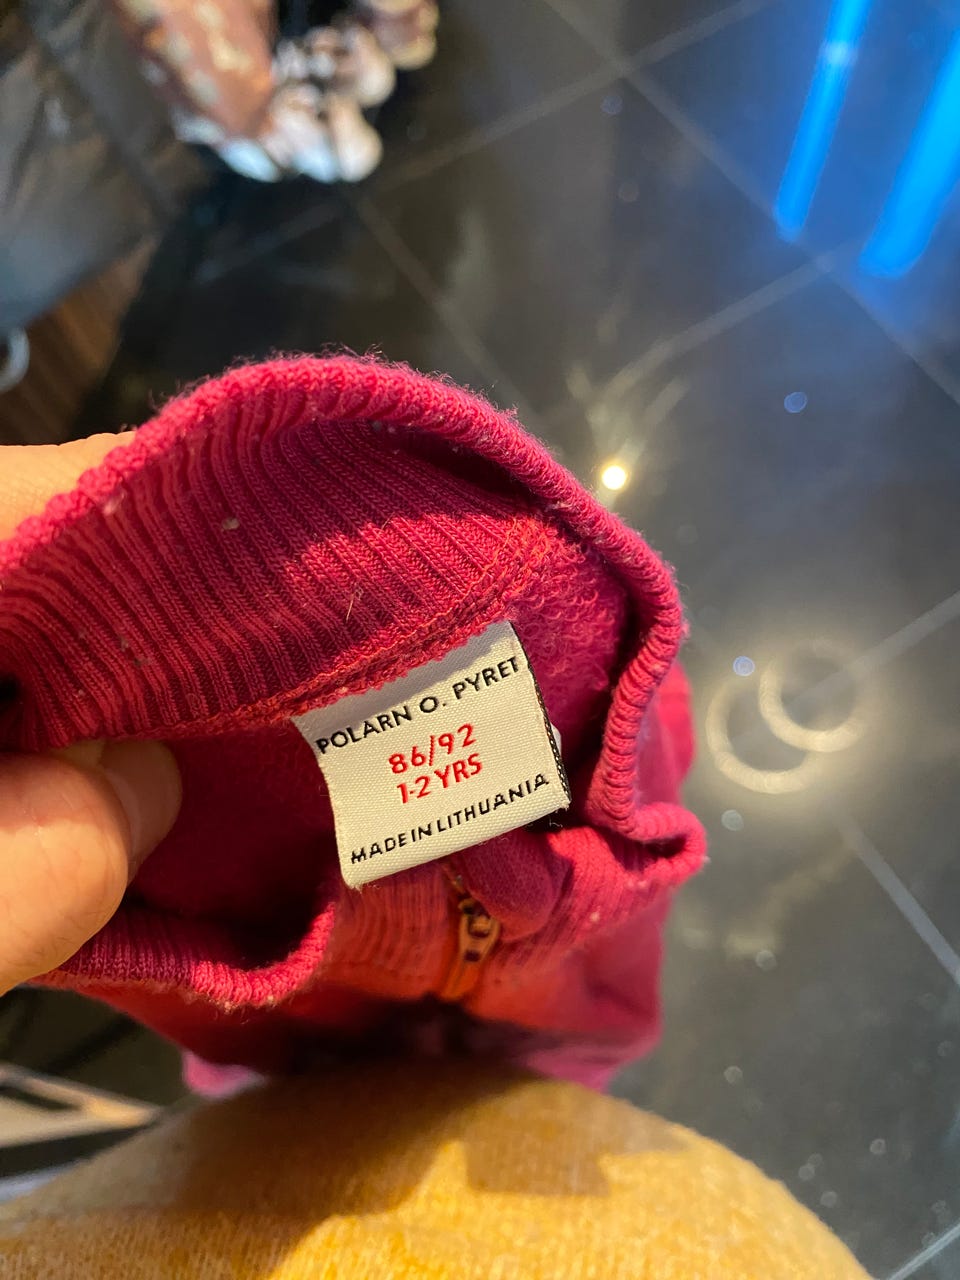 POLARN O. PYRET
86/92
1-2 YRS
MADE IN LITHUANIA